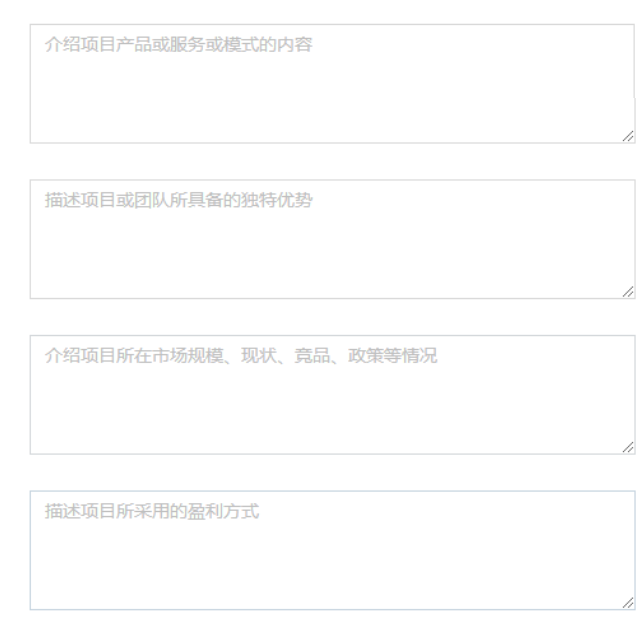 介绍项目产品或服务或模式的内容
描述项目或团队所具备的独特优势
介绍项目所在市场规模、现状、竟品、政策等情况
描述项目所采用的盈利方式